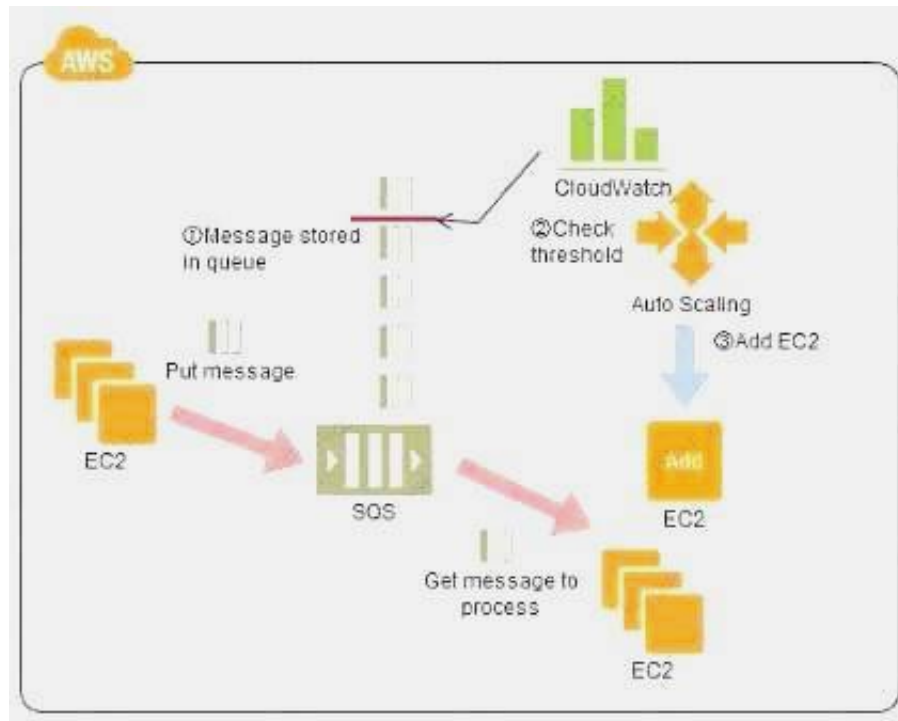 AWS
CloudWatch
①Message stored
in queue
②Check
threshold
Auto Scaling
③Add EC2
Put message
EC2
SQS
Add
EC2
Get message to
process
EC2